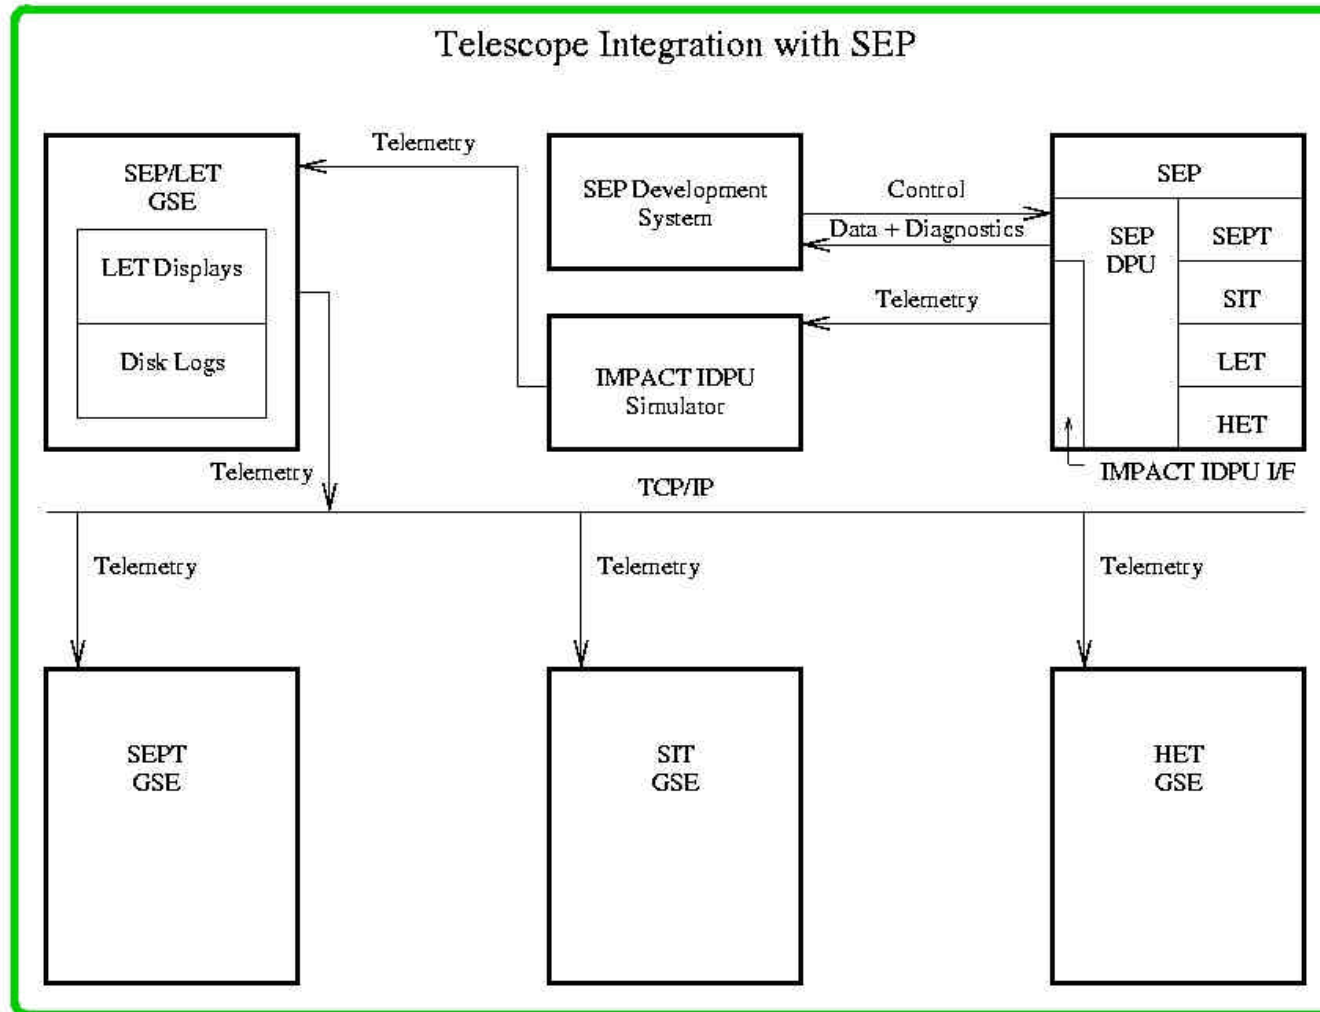 Telescope Integration with SEP
SEP/LET
GSE
LET Displays
Disk Logs
Telemetry
SEP Development
System
Control
Data + Diagnostics
Telemetry
IMPACT IDPU
Simulator
SEP
SEP
DPU
SEPT
SIT
LET
HET
IMPACT IDPU I/F
Telemetry
TCP/IP
Telemetry
Telemetry
Telemetry
SEPT
GSE
SIT
GSE
HET
GSE